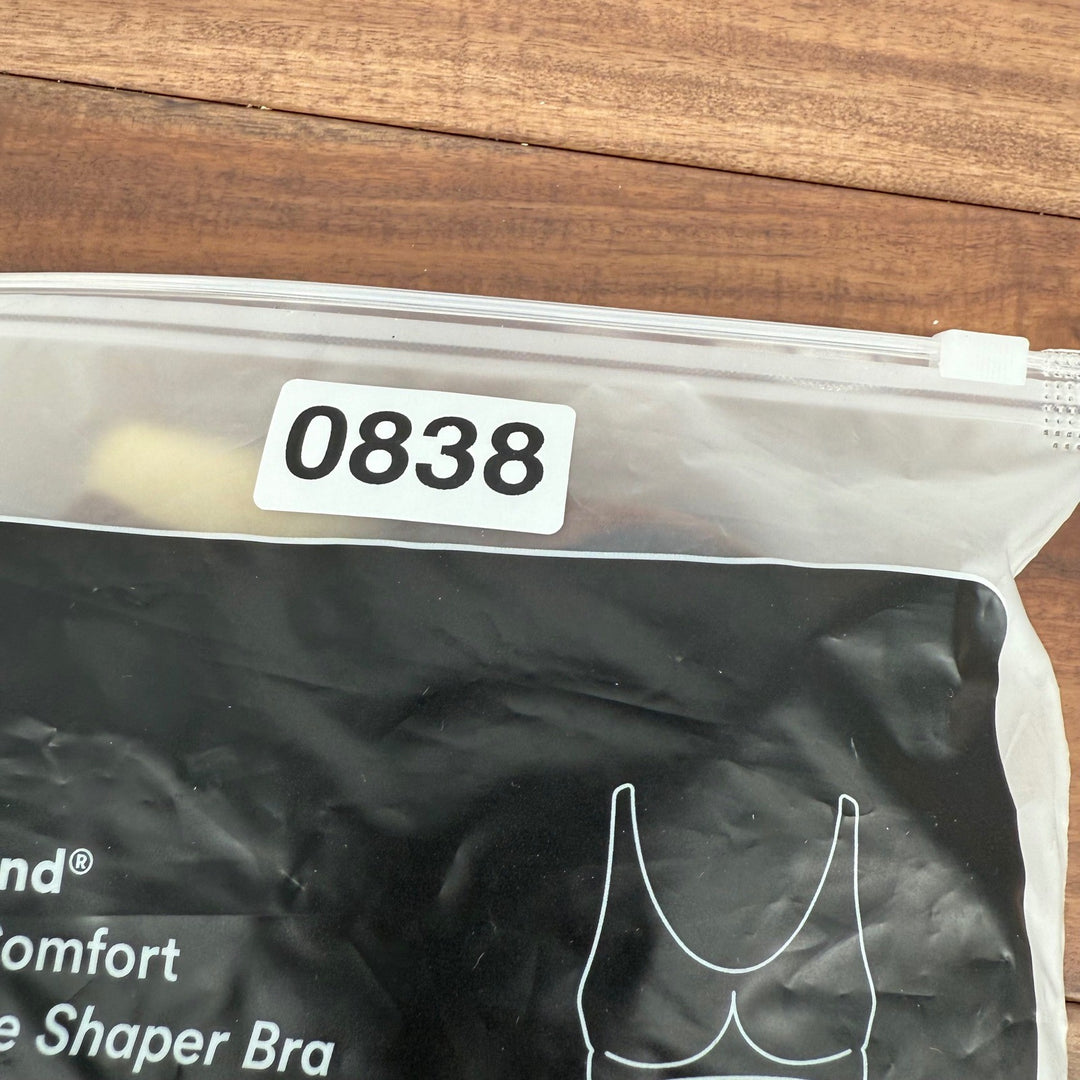 0838
nd®
Comfort
e Shaper Bra